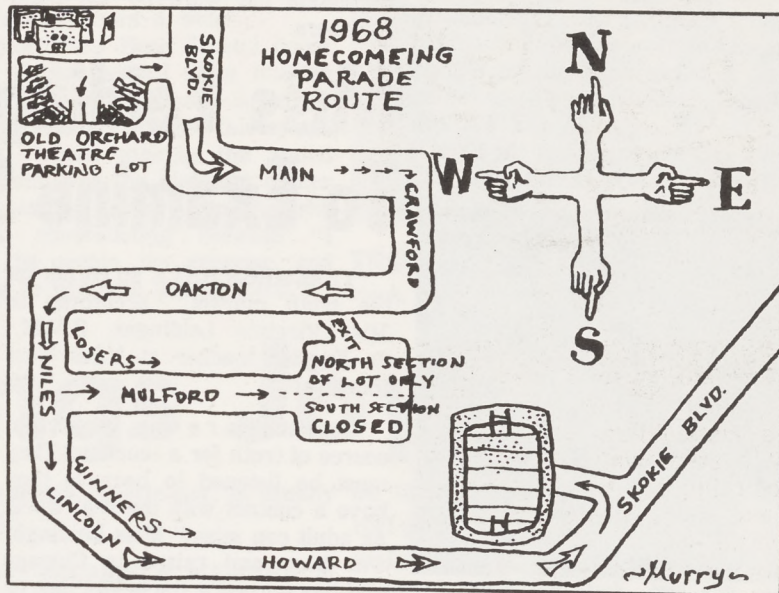 1968
HOMECOMEING
PARADE
ROUTE
SKOKIE
BLVD.
OLD ORCHARD
THEATRE
PARKING LOT
MAIN
CRAWFORD
N
W
E
S
OAKTON
NILES
LOSERS
EXIT
NORTH SECTION
OF LOT ONLY
MULFORD
SOUTH SECTION
CLOSED
WINNERS
LINCOLN
HOWARD
SKOKIE BLVD.
~Murry~